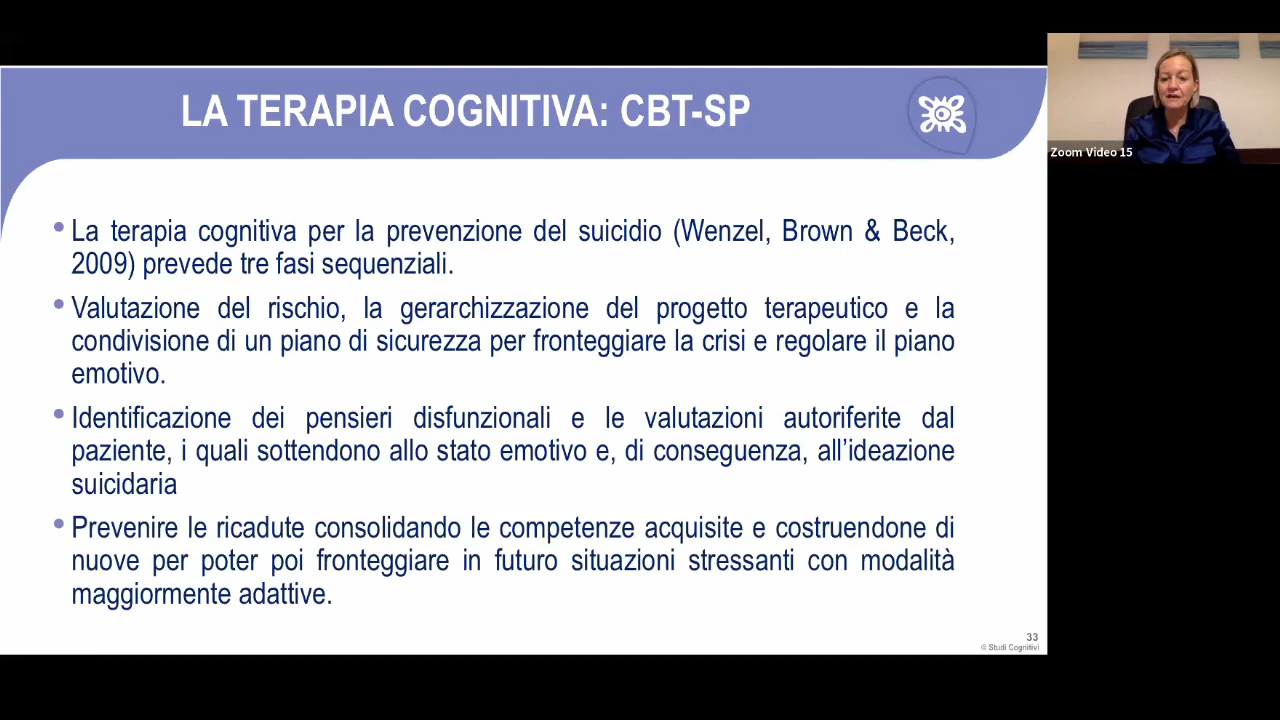 LA TERAPIA COGNITIVA: CBT-SP
Zoom Video 15
• La terapia cognitiva per la prevenzione del suicidio (Wenzel, Brown & Beck,
2009) prevede tre fasi sequenziali.
• Valutazione del rischio, la gerarchizzazione del progetto terapeutico e la
condivisione di un piano di sicurezza per fronteggiare la crisi e regolare il piano
emotivo.
• Identificazione dei pensieri disfunzionali e le valutazioni autoriferite dal
paziente, i quali sottendono allo stato emotivo e, di conseguenza, all’ideazione
suicidaria
• Prevenire le ricadute consolidando le competenze acquisite e costruendone di
nuove per poter poi fronteggiare in futuro situazioni stressanti con modalità
maggiormente adattive.
33
© Studi Cognitivi